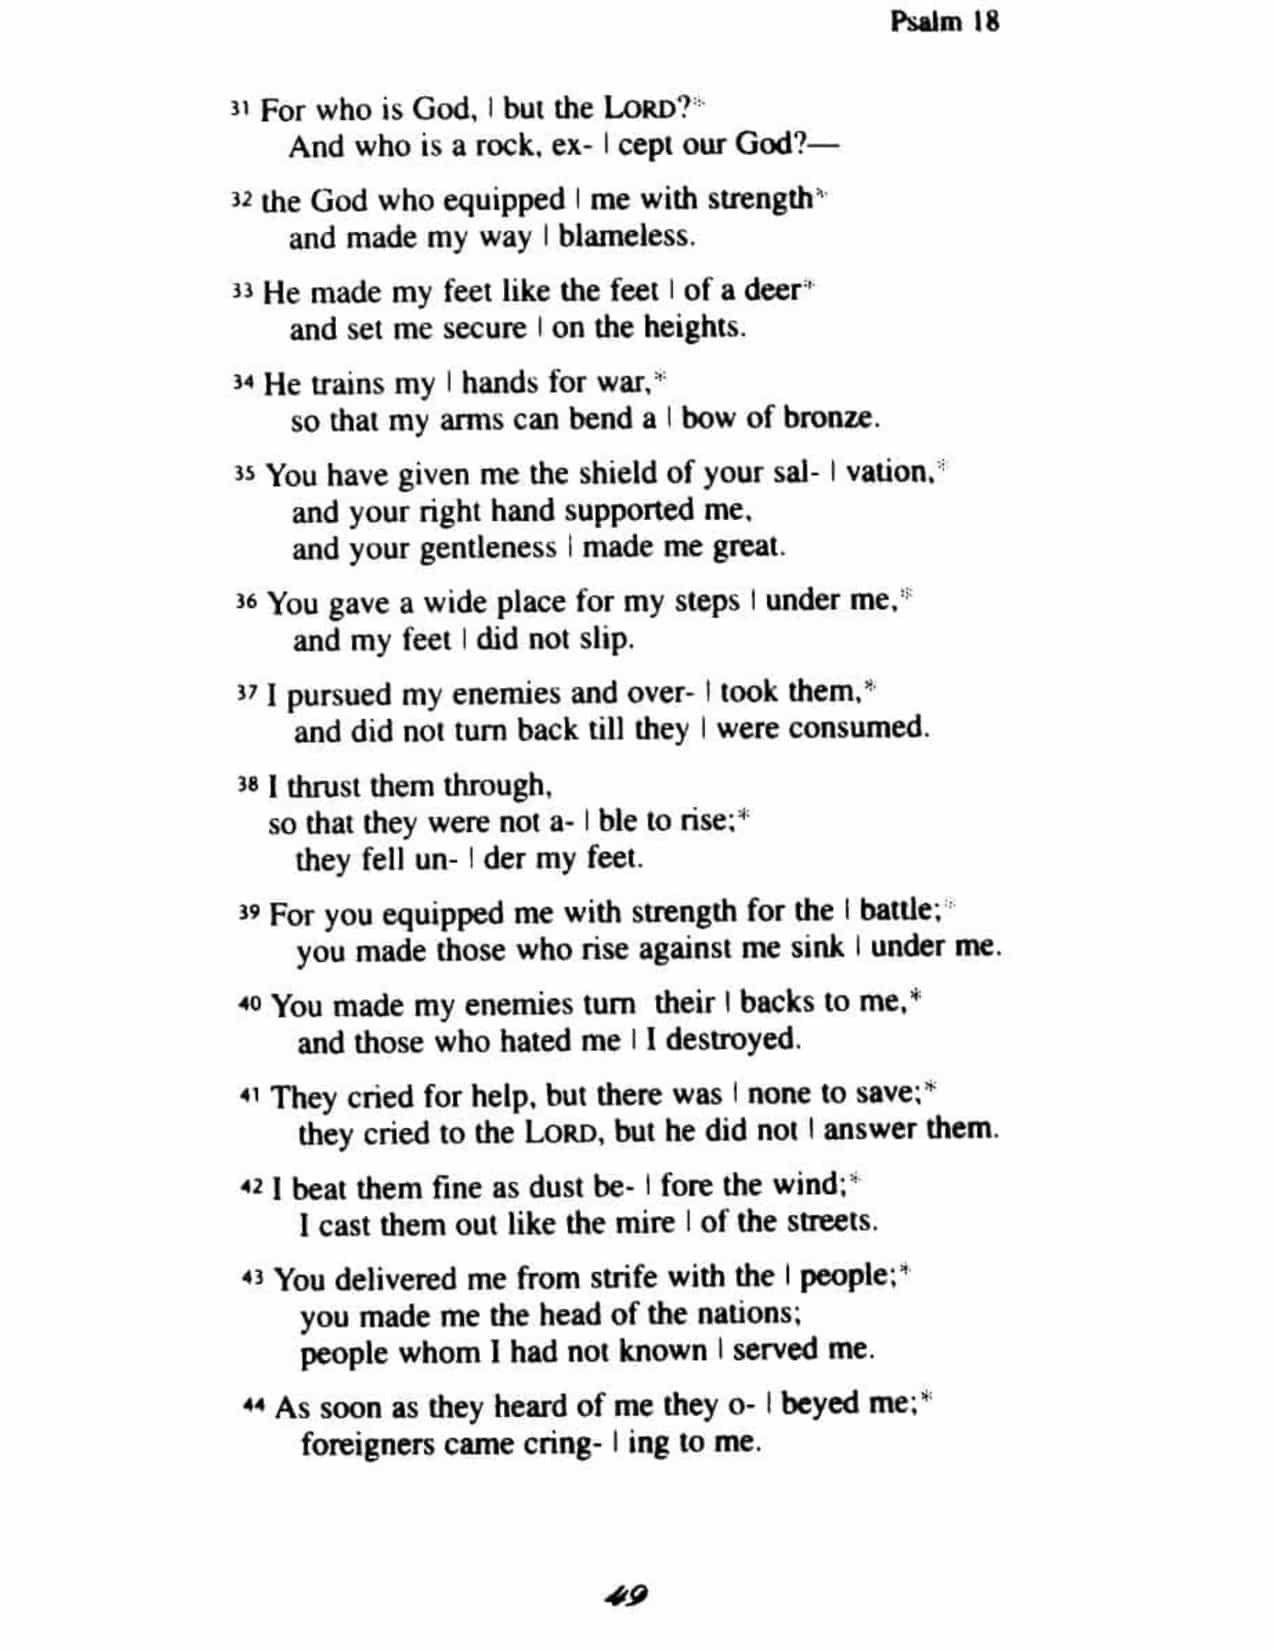 Psalm 18
31 For who is God, | but the LORD?*
And who is a rock, ex- | cept our God?—
32 the God who equipped | me with strength*
and made my way | blameless.
33 He made my feet like the feet | of a deer*
and set me secure | on the heights.
34 He trains my | hands for war,*
so that my arms can bend a | bow of bronze.
35 You have given me the shield of your sal- | vation,*
and your right hand supported me,
and your gentleness | made me great.
36 You gave a wide place for my steps | under me,*
and my feet | did not slip.
37 I pursued my enemies and over- | took them,*
and did not turn back till they | were consumed.
38 I thrust them through,
so that they were not a- | ble to rise;*
they fell un- | der my feet.
39 For you equipped me with strength for the | battle;*
you made those who rise against me sink | under me.
40 You made my enemies turn their | backs to me,*
and those who hated me | I destroyed.
41 They cried for help, but there was | none to save;*
they cried to the LORD, but he did not | answer them.
42 I beat them fine as dust be- | fore the wind;*
I cast them out like the mire | of the streets.
43 You delivered me from strife with the | people;*
you made me the head of the nations;
people whom I had not known | served me.
44 As soon as they heard of me they o- | beyed me;*
foreigners came cring- | ing to me.
49